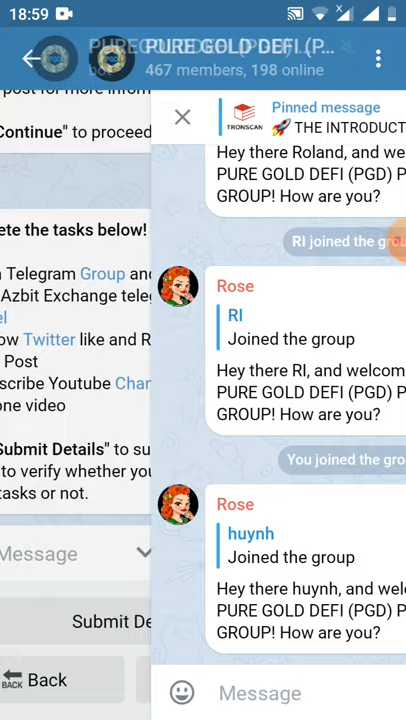 18:59
PURE GOLD DEFI (P...
bot
467 members, 198 online
post for more inform
Continue" to proceed
ete the tasks below!
Telegram Group and
Azbit Exchange teleg
el
ow Twitter like and R
Post
scribe Youtube Chan
one video
Submit Details" to su
to verify whether you
tasks or not.
Message
Submit De
BACK Back
Pinned message
TRONSCAN
🚀 THE INTRODUCT
Hey there Roland, and we
PURE GOLD DEFI (PGD) P
GROUP! How are you?
RI joined the grou
Rose
RI
Joined the group
Hey there RI, and welcom
PURE GOLD DEFI (PGD) P
GROUP! How are you?
You joined the gro
Rose
huynh
Joined the group
Hey there huynh, and wel
PURE GOLD DEFI (PGD) P
GROUP! How are you?
Message